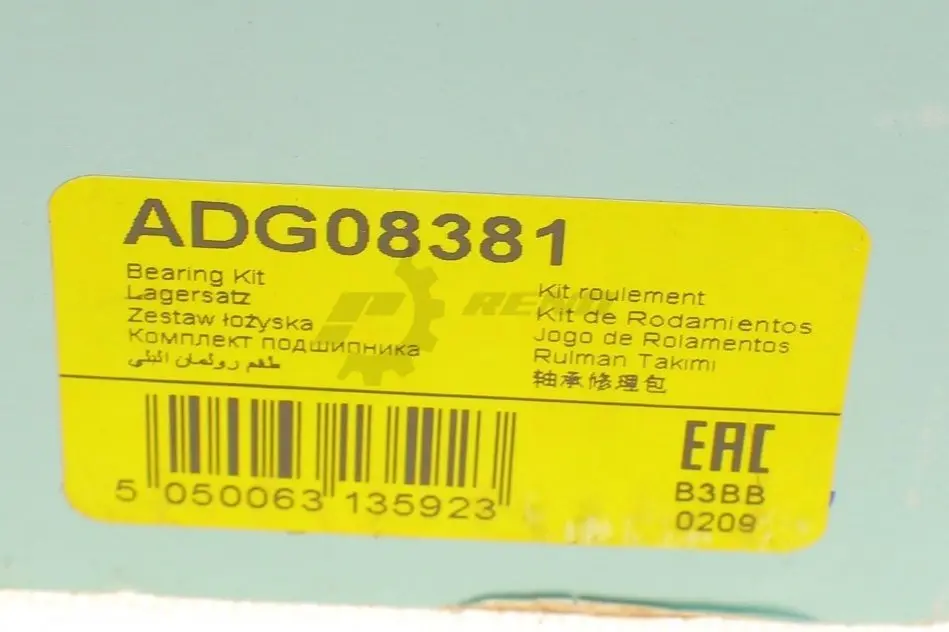 ADG08381
Bearing Kit
Lagersatz
Zestaw łożyska
Комплект подшипника
طقم رولمان البلي
Kit roulement
Kit de Rodamientos
Jogo de Rolamentos
Rulman Takimi
轴承修理包
5 050063 135923
EAC
B3BB
0209